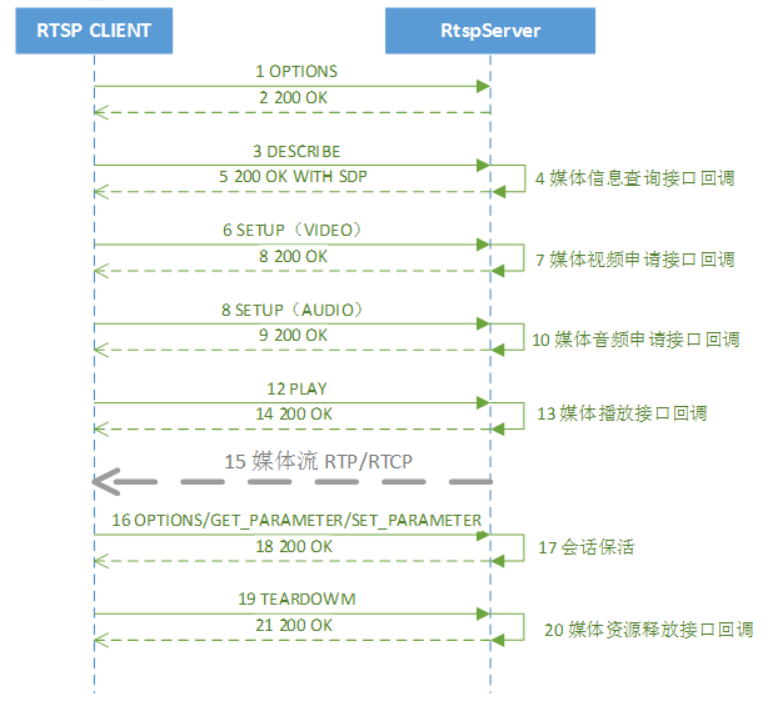 RTSP CLIENT
RtspServer
1 OPTIONS
2 200 OK
3 DESCRIBE
5 200 OK WITH SDP
4 媒体信息查询接口回调
6 SETUP（VIDEO）
8 200 OK
7 媒体视频申请接口回调
8 SETUP（AUDIO）
9 200 OK
10 媒体音频申请接口回调
12 PLAY
14 200 OK
13 媒体播放接口回调
15 媒体流 RTP/RTCP
16 OPTIONS/GET_PARAMETER/SET_PARAMETER
18 200 OK
17 会话保活
19 TEARDOWM
21 200 OK
20 媒体资源释放接口回调